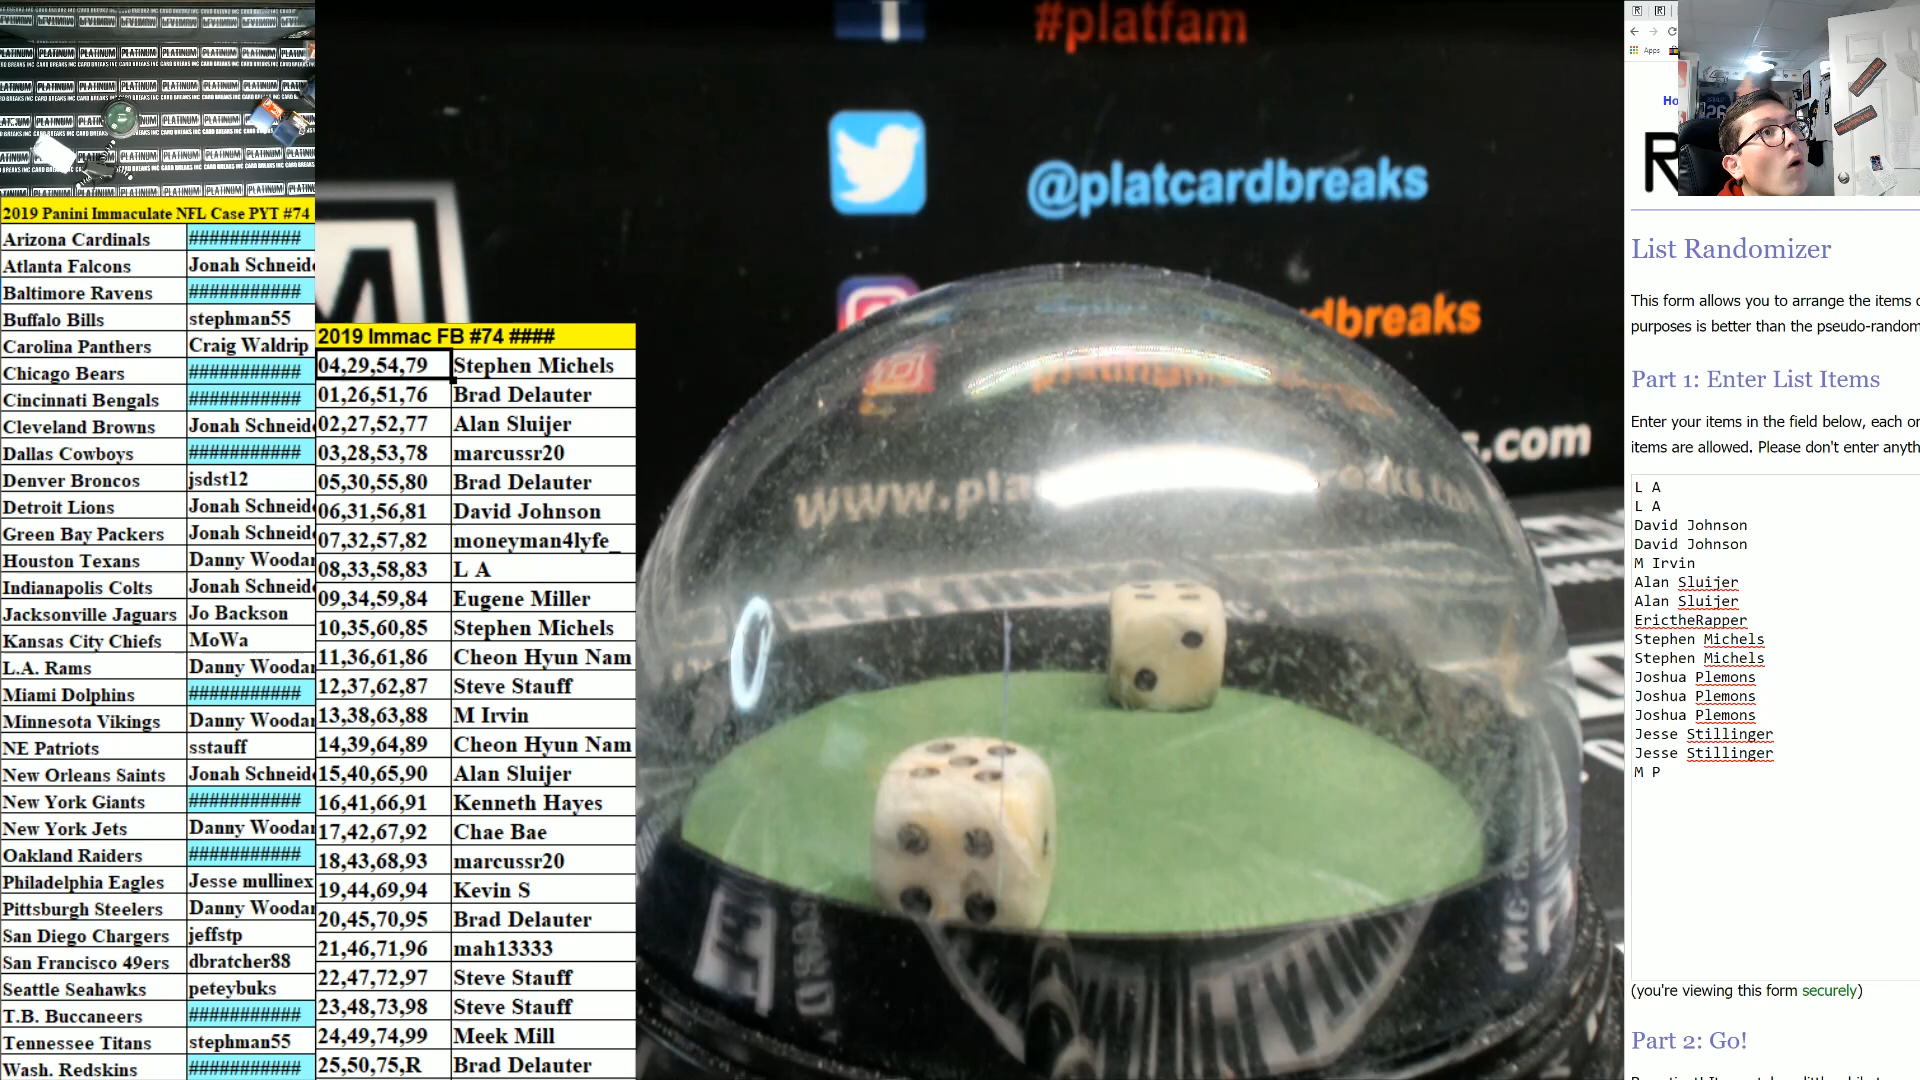 #platfam
@platcardbreaks
dbreaks
www.pla
s.com
2019 Panini Immaculate NFL Case PYT #74
Arizona Cardinals ###########
Atlanta Falcons Jonah Schneid
Baltimore Ravens ###########
Buffalo Bills stephman55
Carolina Panthers Craig Waldrip
Chicago Bears ###########
Cincinnati Bengals ###########
Cleveland Browns Jonah Schneid
Dallas Cowboys ###########
Denver Broncos jsdst12
Detroit Lions Jonah Schneid
Green Bay Packers Jonah Schneid
Houston Texans Danny Woodar
Indianapolis Colts Jonah Schneid
Jacksonville Jaguars Jo Backson
Kansas City Chiefs MoWa
L.A. Rams Danny Woodar
Miami Dolphins ###########
Minnesota Vikings Danny Woodar
NE Patriots sstauff
New Orleans Saints Jonah Schneid
New York Giants ###########
New York Jets Danny Woodar
Oakland Raiders ###########
Philadelphia Eagles Jesse mullinex
Pittsburgh Steelers Danny Woodar
San Diego Chargers jeffstp
San Francisco 49ers dbratcher88
Seattle Seahawks peteybuks
T.B. Buccaneers ###########
Tennessee Titans stephman55
Wash. Redskins ###########
2019 Immac FB #74 ####
04,29,54,79 Stephen Michels
01,26,51,76 Brad Delauter
02,27,52,77 Alan Sluijer
03,28,53,78 marcussr20
05,30,55,80 Brad Delauter
06,31,56,81 David Johnson
07,32,57,82 moneyman4lyfe_
08,33,58,83 L A
09,34,59,84 Eugene Miller
10,35,60,85 Stephen Michels
11,36,61,86 Cheon Hyun Nam
12,37,62,87 Steve Stauff
13,38,63,88 M Irvin
14,39,64,89 Cheon Hyun Nam
15,40,65,90 Alan Sluijer
16,41,66,91 Kenneth Hayes
17,42,67,92 Chae Bae
18,43,68,93 marcussr20
19,44,69,94 Kevin S
20,45,70,95 Brad Delauter
21,46,71,96 mah13333
22,47,72,97 Steve Stauff
23,48,73,98 Steve Stauff
24,49,74,99 Meek Mill
25,50,75,R Brad Delauter
Apps
Ho
R
List Randomizer
This form allows you to arrange the items
purposes is better than the pseudo-random
Part 1: Enter List Items
Enter your items in the field below, each
items are allowed. Please don't enter anyth
L A
L A
David Johnson
David Johnson
M Irvin
Alan Sluijer
Alan Sluijer
ErictheRapper
Stephen Michels
Stephen Michels
Joshua Plemons
Joshua Plemons
Joshua Plemons
Jesse Stillinger
Jesse Stillinger
M P
(you're viewing this form securely)
Part 2: Go!